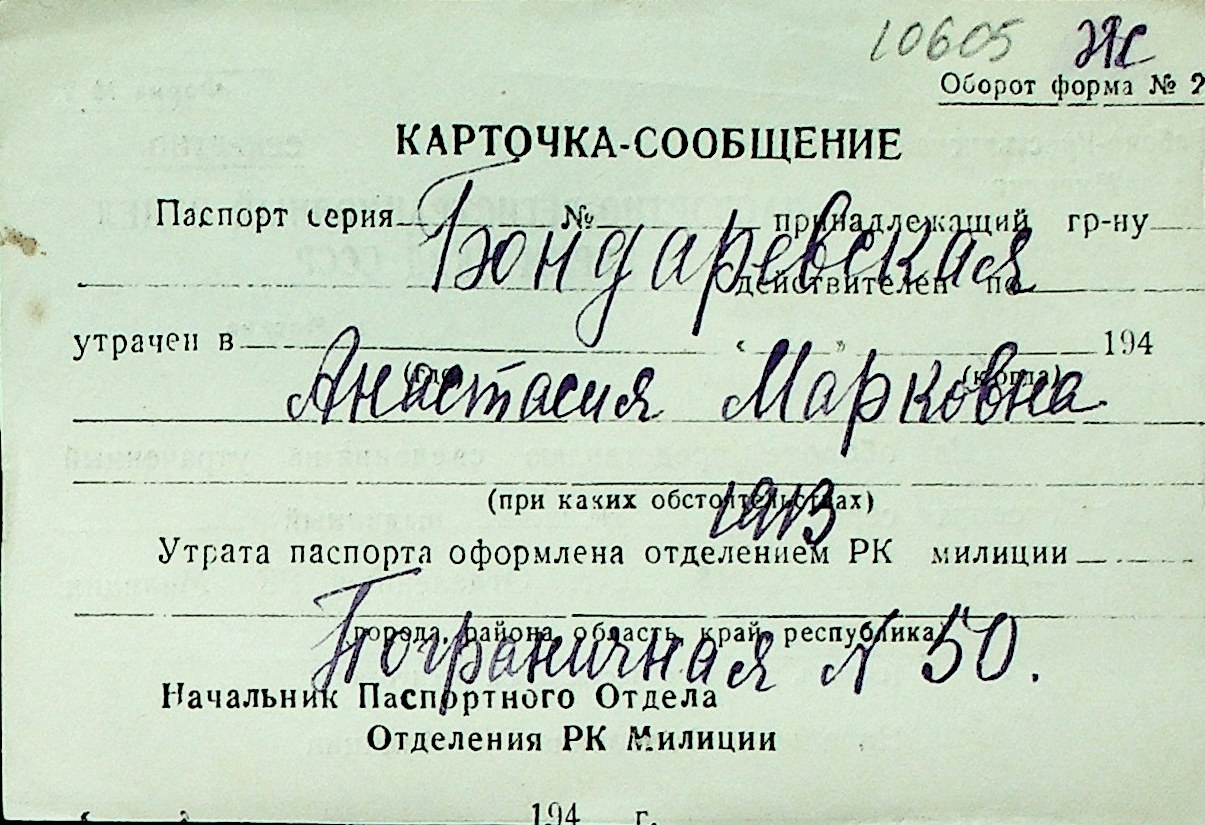 10605 Ж
Оборот форма № 2
КАРТОЧКА-СООБЩЕНИЕ
Паспорт серия № принадлежащий гр-ну
Бондаревская
действителен по
утрачен в « » 194
(где) (когда)
Анастасия Марковна
(при каких обстоятельствах)
1913
Утрата паспорта оформлена отделением РК милиции
города, района, область, край, республика
Пограничная № 50.
Начальник Паспортного Отдела
Отделения РК Милиции
194 г.